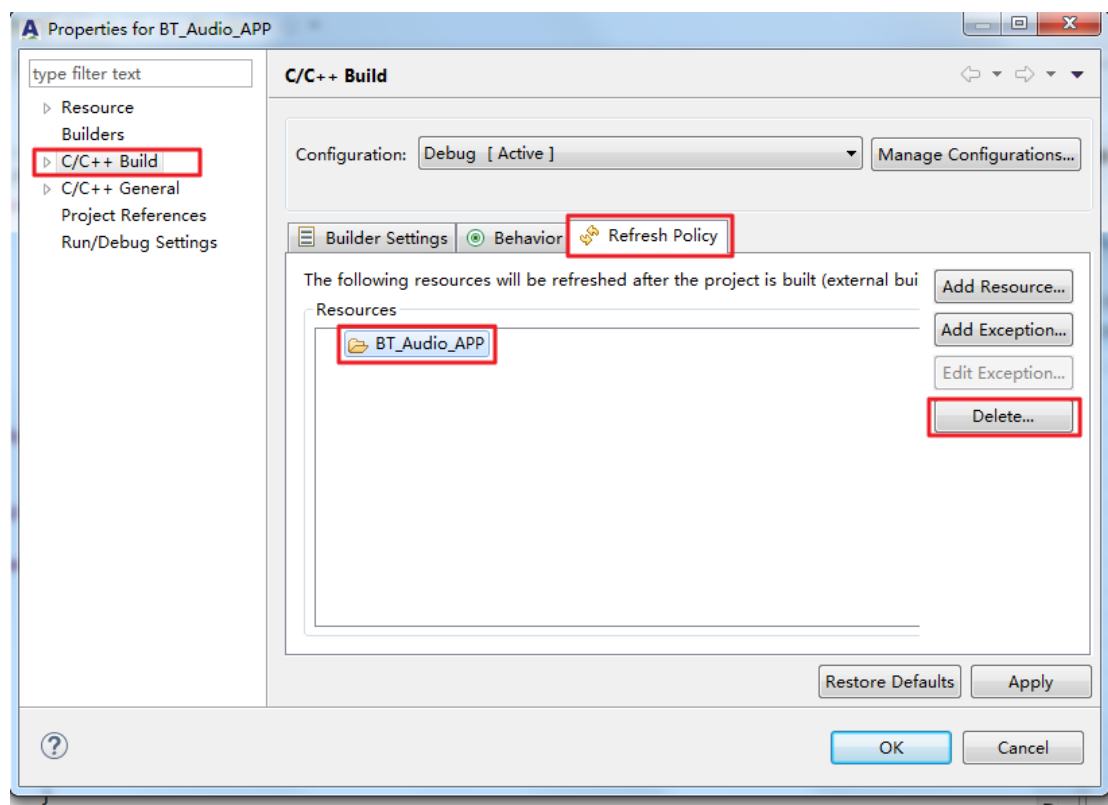 Properties for BT_Audio_APP
type filter text
Resource
Builders
C/C++ Build
C/C++ General
Project References
Run/Debug Settings
C/C++ Build
Configuration:
Debug [ Active ]
Manage Configurations...
Builder Settings
Behavior
Refresh Policy
The following resources will be refreshed after the project is built (external bui
Resources
BT_Audio_APP
Add Resource...
Add Exception...
Edit Exception...
Delete...
Restore Defaults
Apply
OK
Cancel